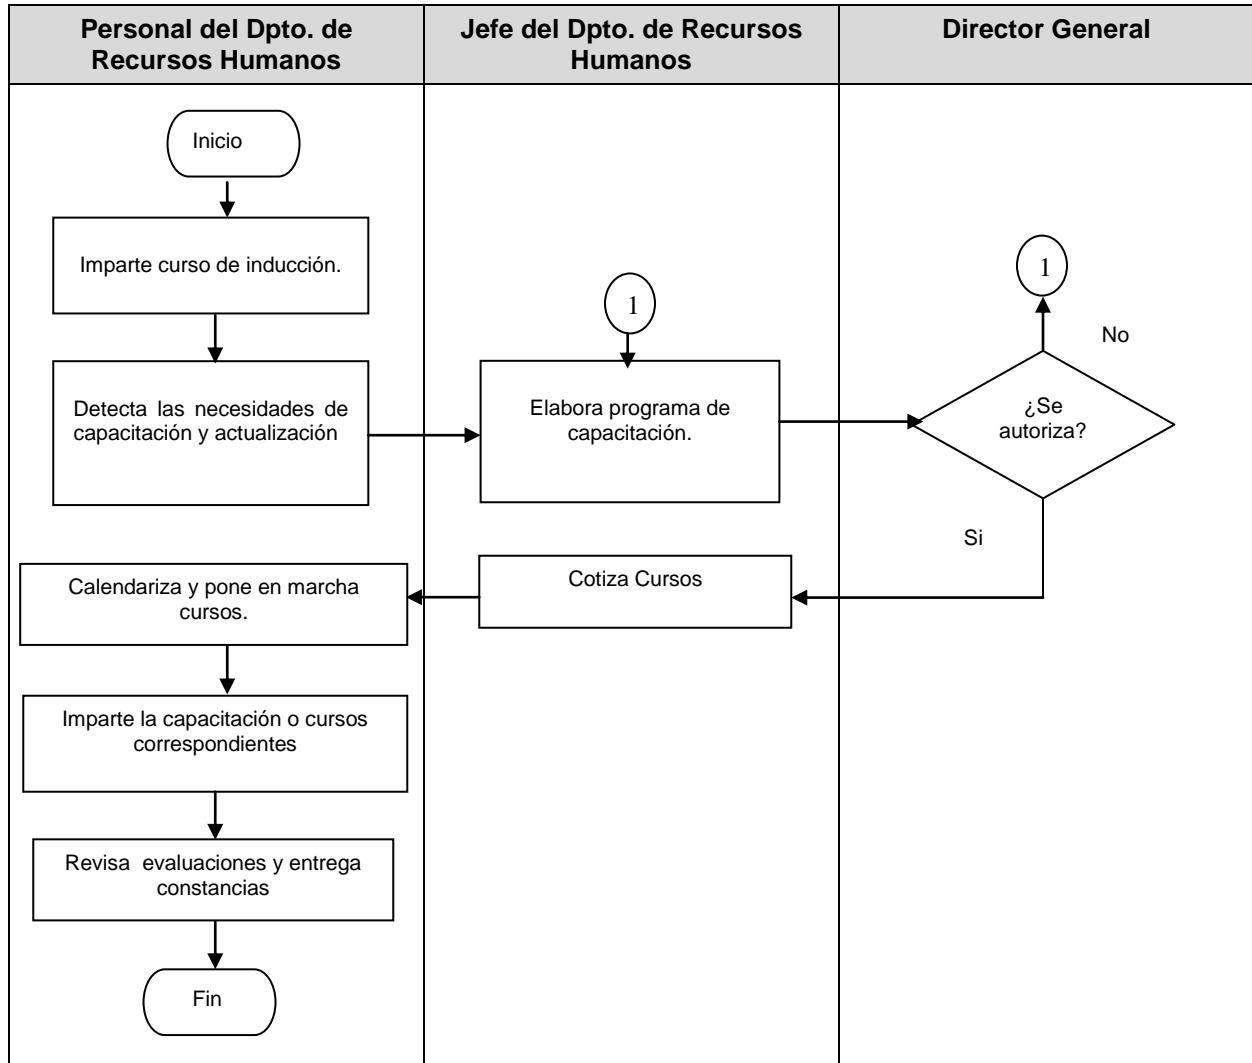 Personal del Dpto. de
Recursos Humanos
Jefe del Dpto. de Recursos
Humanos
Director General
Inicio
Imparte curso de inducción.
1
1
No
Detecta las necesidades de
capacitación y actualización
Elabora programa de
capacitación.
¿Se
autoriza?
Si
Cotiza Cursos
Calendariza y pone en marcha
cursos.
Imparte la capacitación o cursos
correspondientes
Revisa evaluaciones y entrega
constancias
Fin